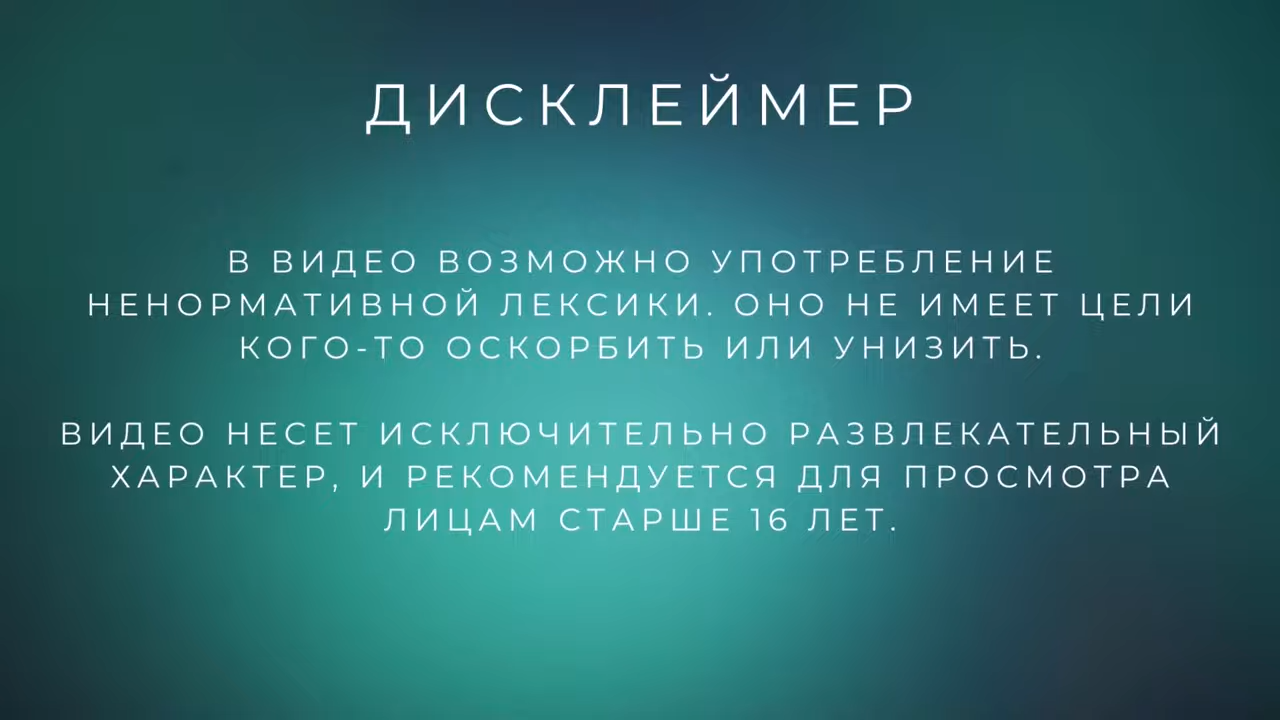 ДИСКЛЕЙМЕР
В ВИДЕО ВОЗМОЖНО УПОТРЕБЛЕНИЕ
НЕНОРМАТИВНОЙ ЛЕКСИКИ. ОНО НЕ ИМЕЕТ ЦЕЛИ
КОГО-ТО ОСКОРБИТЬ ИЛИ УНИЗИТЬ.
ВИДЕО НЕСЕТ ИСКЛЮЧИТЕЛЬНО РАЗВЛЕКАТЕЛЬНЫЙ
ХАРАКТЕР, И РЕКОМЕНДУЕТСЯ ДЛЯ ПРОСМОТРА
ЛИЦАМ СТАРШЕ 16 ЛЕТ.